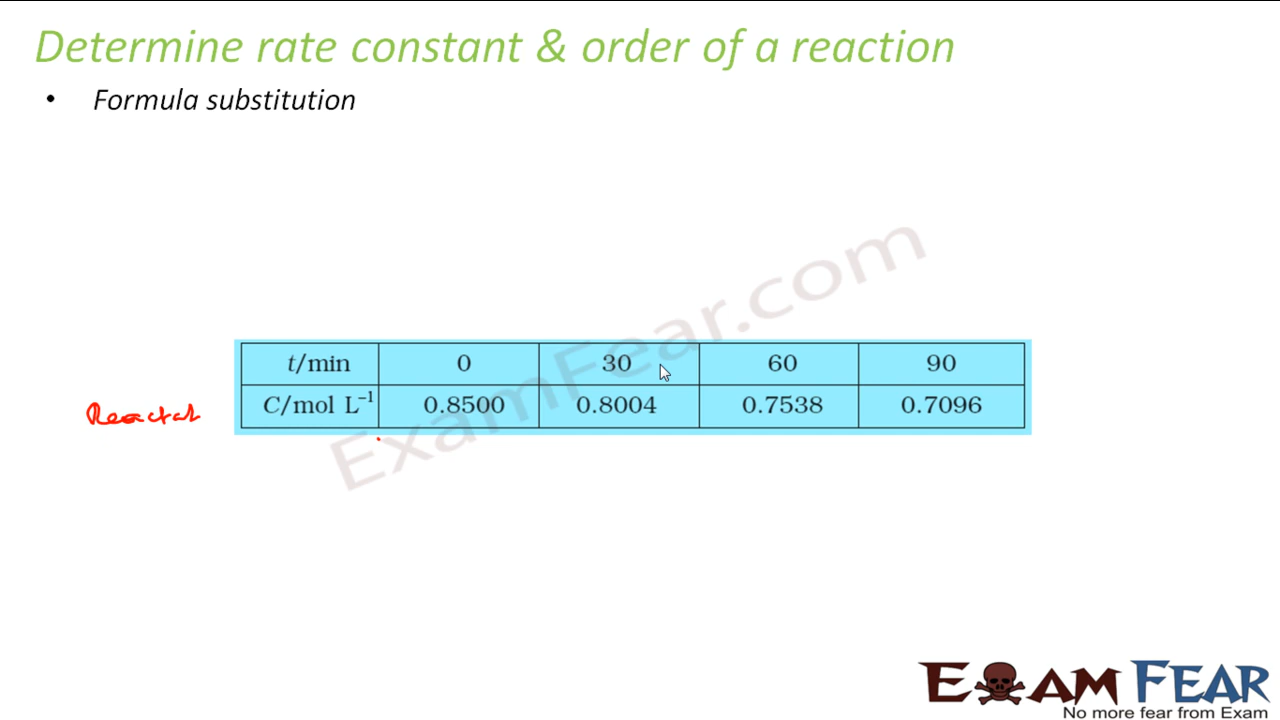 Determine rate constant & order of a reaction
• Formula substitution
t/min 0 30 60 90
C/mol L⁻¹ 0.8500 0.8004 0.7538 0.7096
ExamFear.com
EXAM FEAR
No more fear from Exam